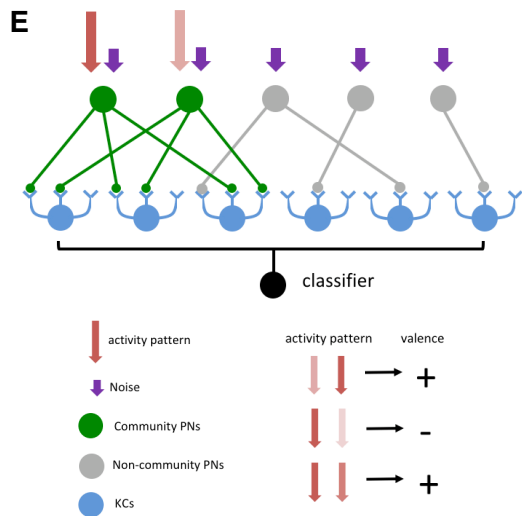 E
classifier
activity pattern
Noise
Community PNs
Non-community PNs
KCs
activity pattern valence
+
-
+